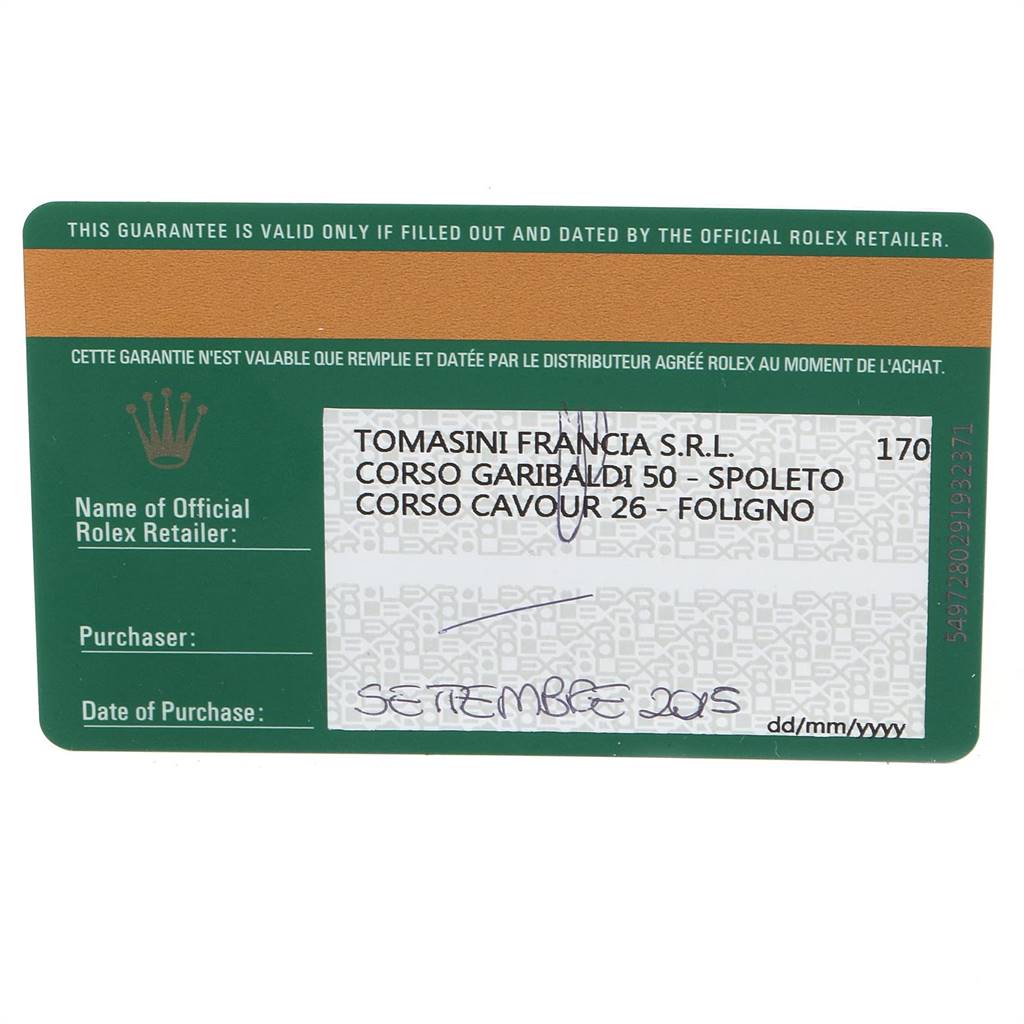 THIS GUARANTEE IS VALID ONLY IF FILLED OUT AND DATED BY THE OFFICIAL ROLEX RETAILER.
CETTE GARANTIE N'EST VALABLE QUE REMPLIE ET DATÉE PAR LE DISTRIBUTEUR AGRÉÉ ROLEX AU MOMENT DE L'ACHAT.
TOMASINI FRANCIA S.R.L. 170
CORSO GARIBALDI 50 - SPOLETO
CORSO CAVOUR 26 - FOLIGNO
Name of Official
Rolex Retailer:
Purchaser:
Date of Purchase: SETTEMBRE 2015
dd/mm/yyyy
5497280291932371